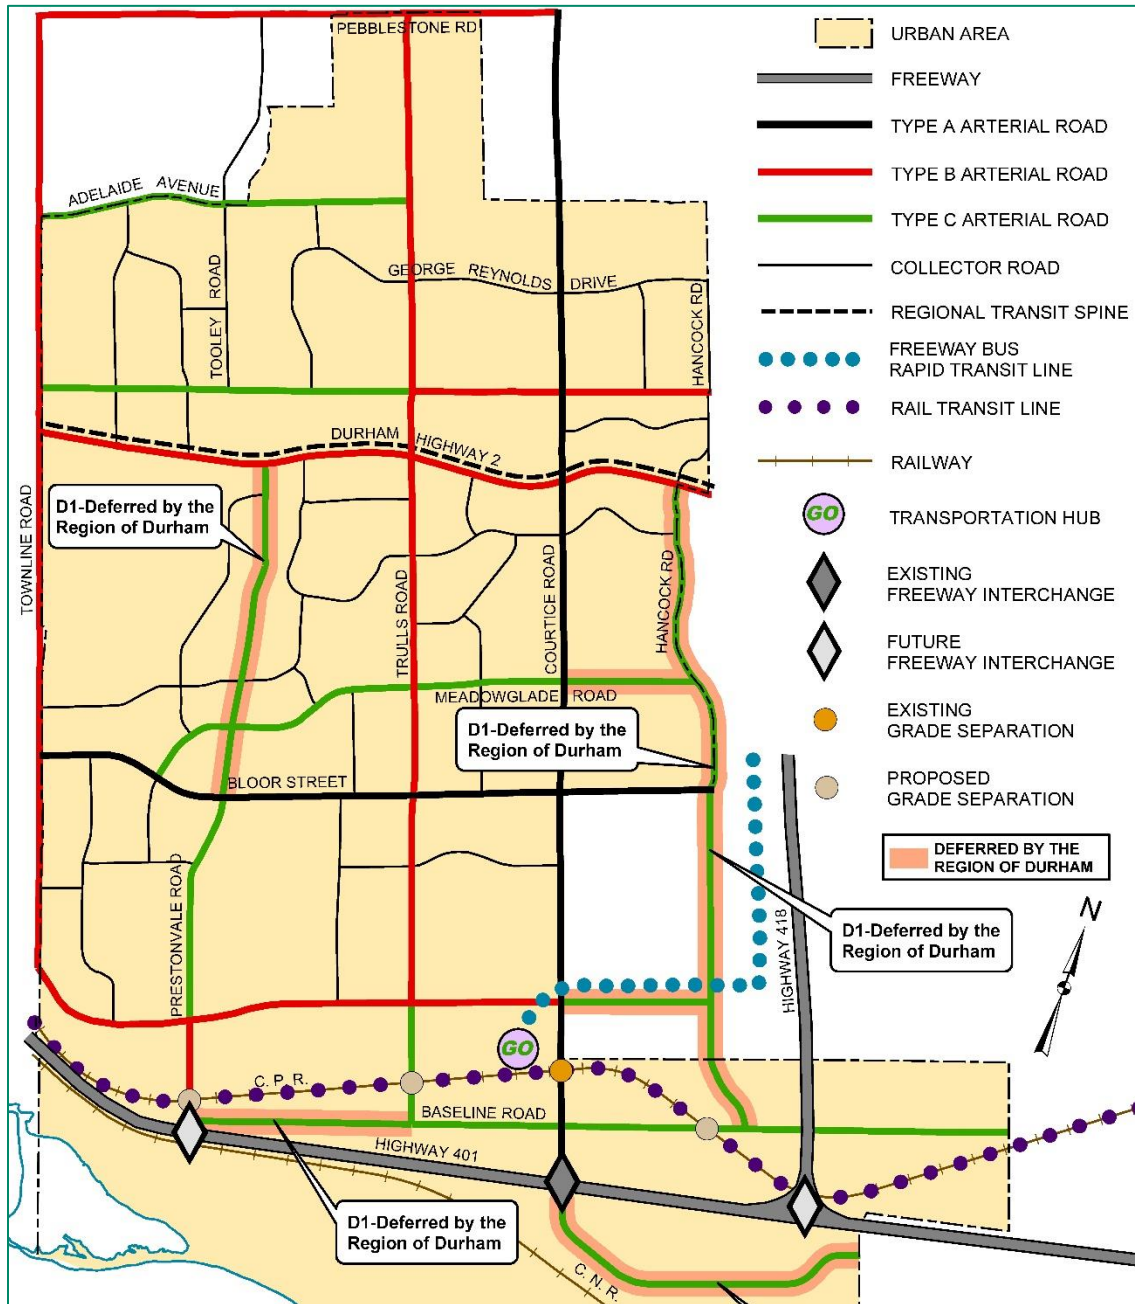 PEBBLESTONE RD
ADELAIDE AVENUE
TOOLEY ROAD
GEORGE REYNOLDS DRIVE
HANCOCK RD
DURHAM HIGHWAY 2
TOWNLINE ROAD
D1-Deferred by the
Region of Durham
TRULLS ROAD
COURTICE ROAD
HANCOCK RD
MEADOWGLADE ROAD
D1-Deferred by the
Region of Durham
BLOOR STREET
PRESTONVALE ROAD
D1-Deferred by the
Region of Durham
HIGHWAY 418
GO
C. P. R.
BASELINE ROAD
HIGHWAY 401
D1-Deferred by the
Region of Durham
C. N. R.
URBAN AREA
FREEWAY
TYPE A ARTERIAL ROAD
TYPE B ARTERIAL ROAD
TYPE C ARTERIAL ROAD
COLLECTOR ROAD
REGIONAL TRANSIT SPINE
FREEWAY BUS
RAPID TRANSIT LINE
RAIL TRANSIT LINE
RAILWAY
GO
TRANSPORTATION HUB
EXISTING
FREEWAY INTERCHANGE
FUTURE
FREEWAY INTERCHANGE
EXISTING
GRADE SEPARATION
PROPOSED
GRADE SEPARATION
DEFERRED BY THE
REGION OF DURHAM
N